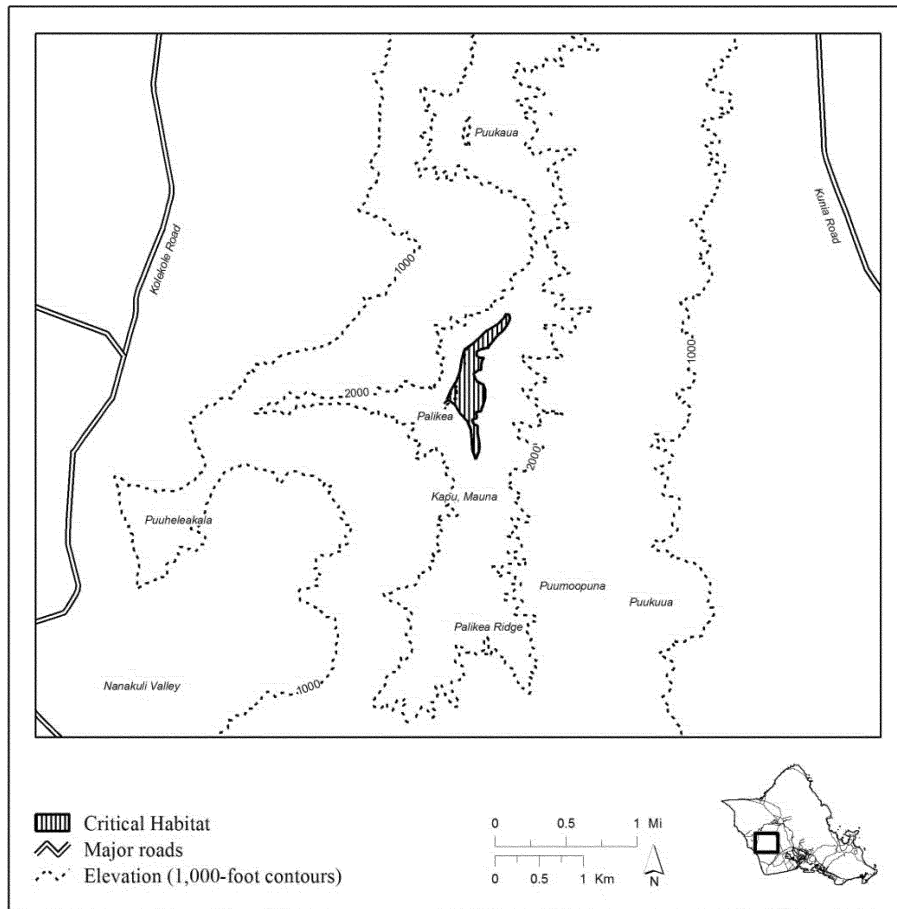 Puukaua
Kolekole Road
Kunia Road
1000
1000
2000
Palikea
2000
Kapu, Mauna
Puuheleakala
Puumoopuna
Puukuua
Palikea Ridge
Nanakuli Valley
1000
Critical Habitat
Major roads
Elevation (1,000-foot contours)
0 0.5 1 Mi
0 0.5 1 Km
N